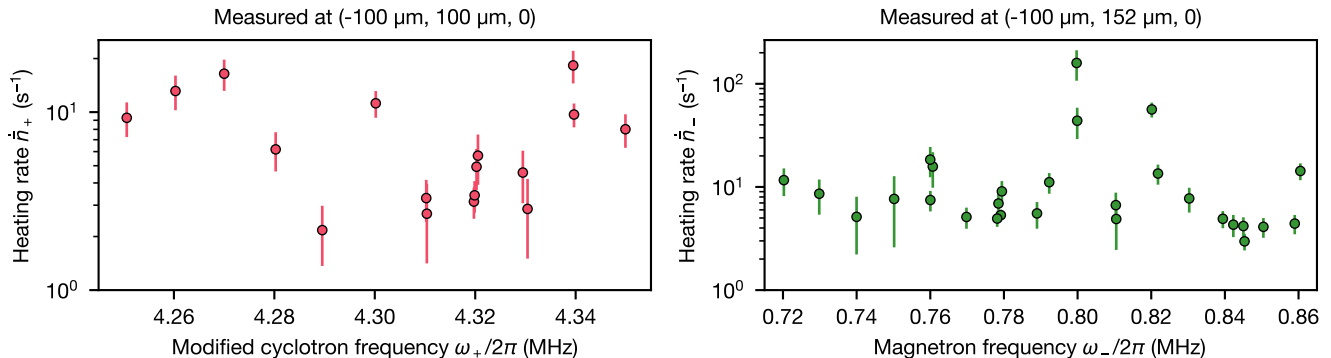 Measured at (-100 μm, 100 μm, 0)
Heating rate ṅ₊ (s⁻¹)
10¹
10⁰
4.26 4.28 4.30 4.32 4.34
Modified cyclotron frequency ω₊/2π (MHz)
Measured at (-100 μm, 152 μm, 0)
Heating rate ṅ₋ (s⁻¹)
10²
10¹
10⁰
0.72 0.74 0.76 0.78 0.80 0.82 0.84 0.86
Magnetron frequency ω₋/2π (MHz)